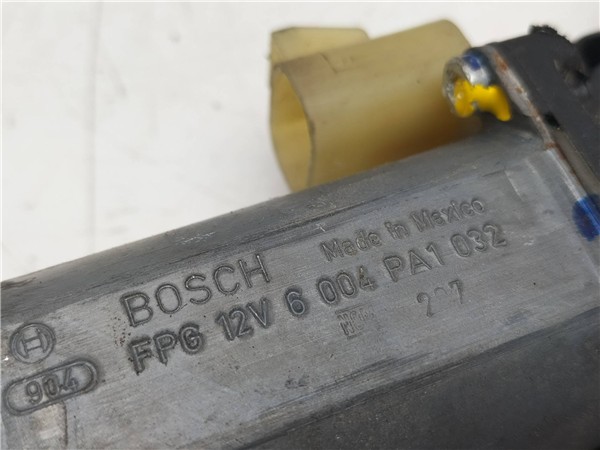 BOSCH Made in Mexico
FPG 12V 6 004 PA1 032
904